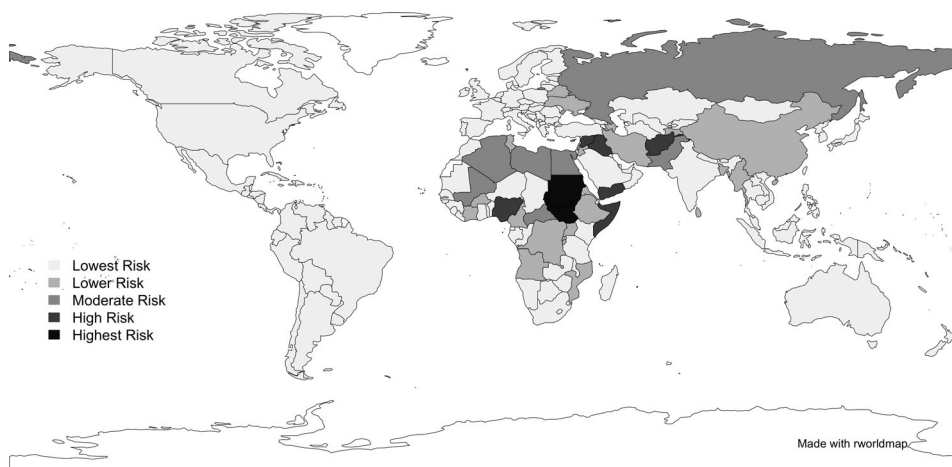 Lowest Risk
Lower Risk
Moderate Risk
High Risk
Highest Risk
Made with rworldmap